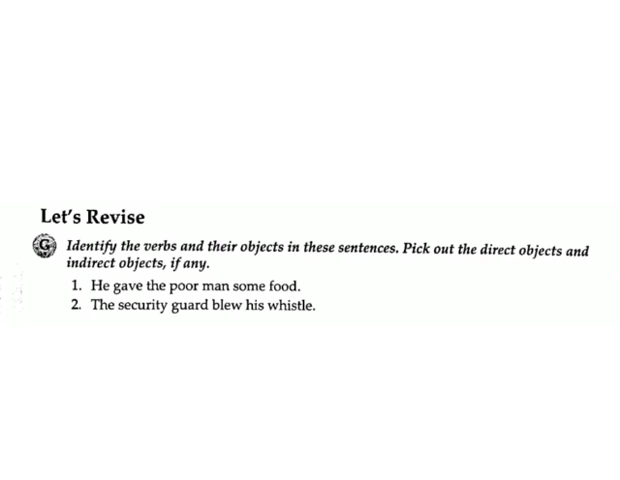 Let's Revise
G Identify the verbs and their objects in these sentences. Pick out the direct objects and
indirect objects, if any.
1. He gave the poor man some food.
2. The security guard blew his whistle.